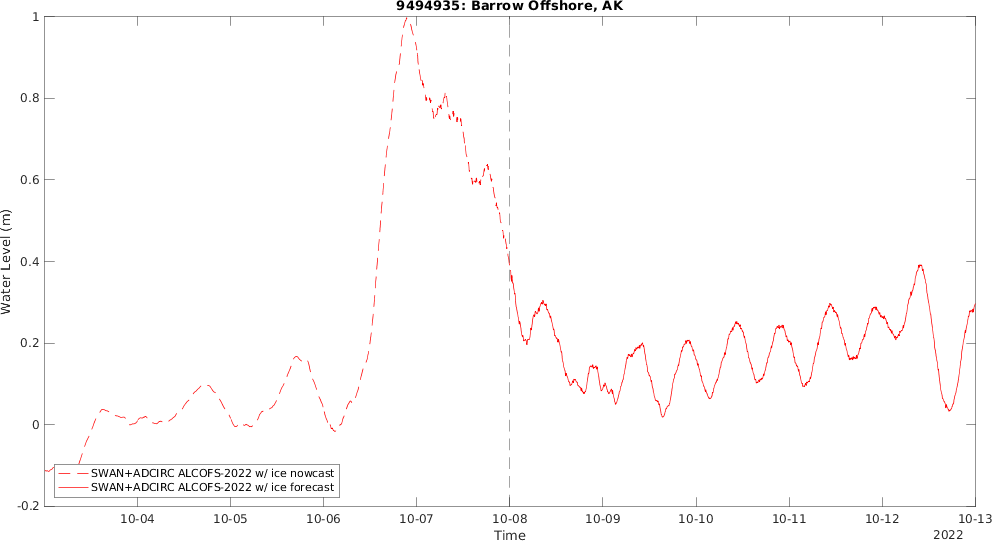 9494935: Barrow Offshore, AK
1
0.8
0.6
0.4
0.2
0
-0.2
Water Level (m)
SWAN+ADCIRC ALCOFS-2022 w/ ice nowcast
SWAN+ADCIRC ALCOFS-2022 w/ ice forecast
10-04 10-05 10-06 10-07 10-08 10-09 10-10 10-11 10-12 10-13
Time
2022